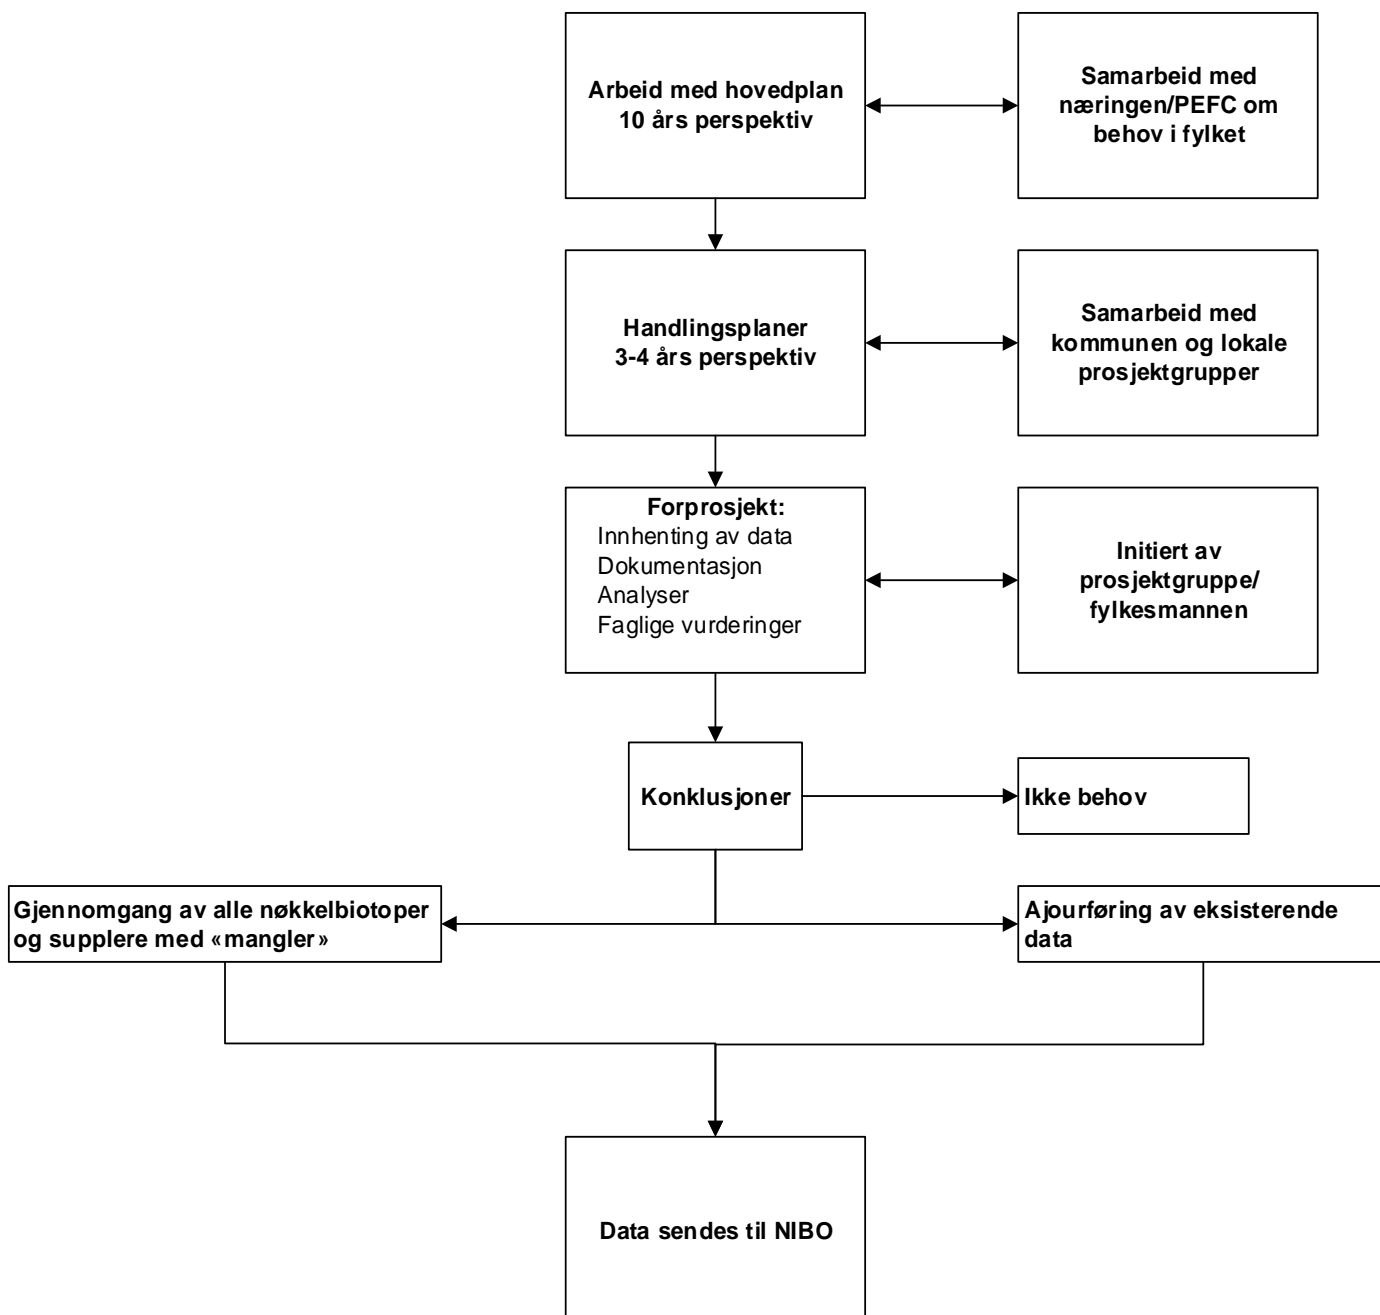 Arbeid med hovedplan
10 års perspektiv
Samarbeid med
næringen/PEFC om
behov i fylket
Handlingsplaner
3-4 års perspektiv
Samarbeid med
kommunen og lokale
prosjektgrupper
Forprosjekt:
Innhenting av data
Dokumentasjon
Analyser
Faglige vurderinger
Initiert av
prosjektgruppe/
fylkesmannen
Konklusjoner
Ikke behov
Gjennomgang av alle nøkkelbiotoper
og supplere med «mangler»
Ajourføring av eksisterende
data
Data sendes til NIBO